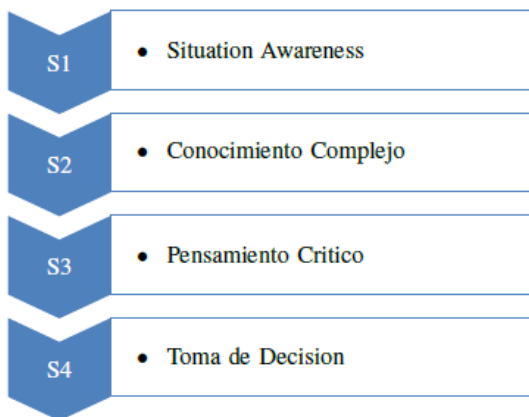 S1 • Situation Awareness
S2 • Conocimiento Complejo
S3 • Pensamiento Critico
S4 • Toma de Decision